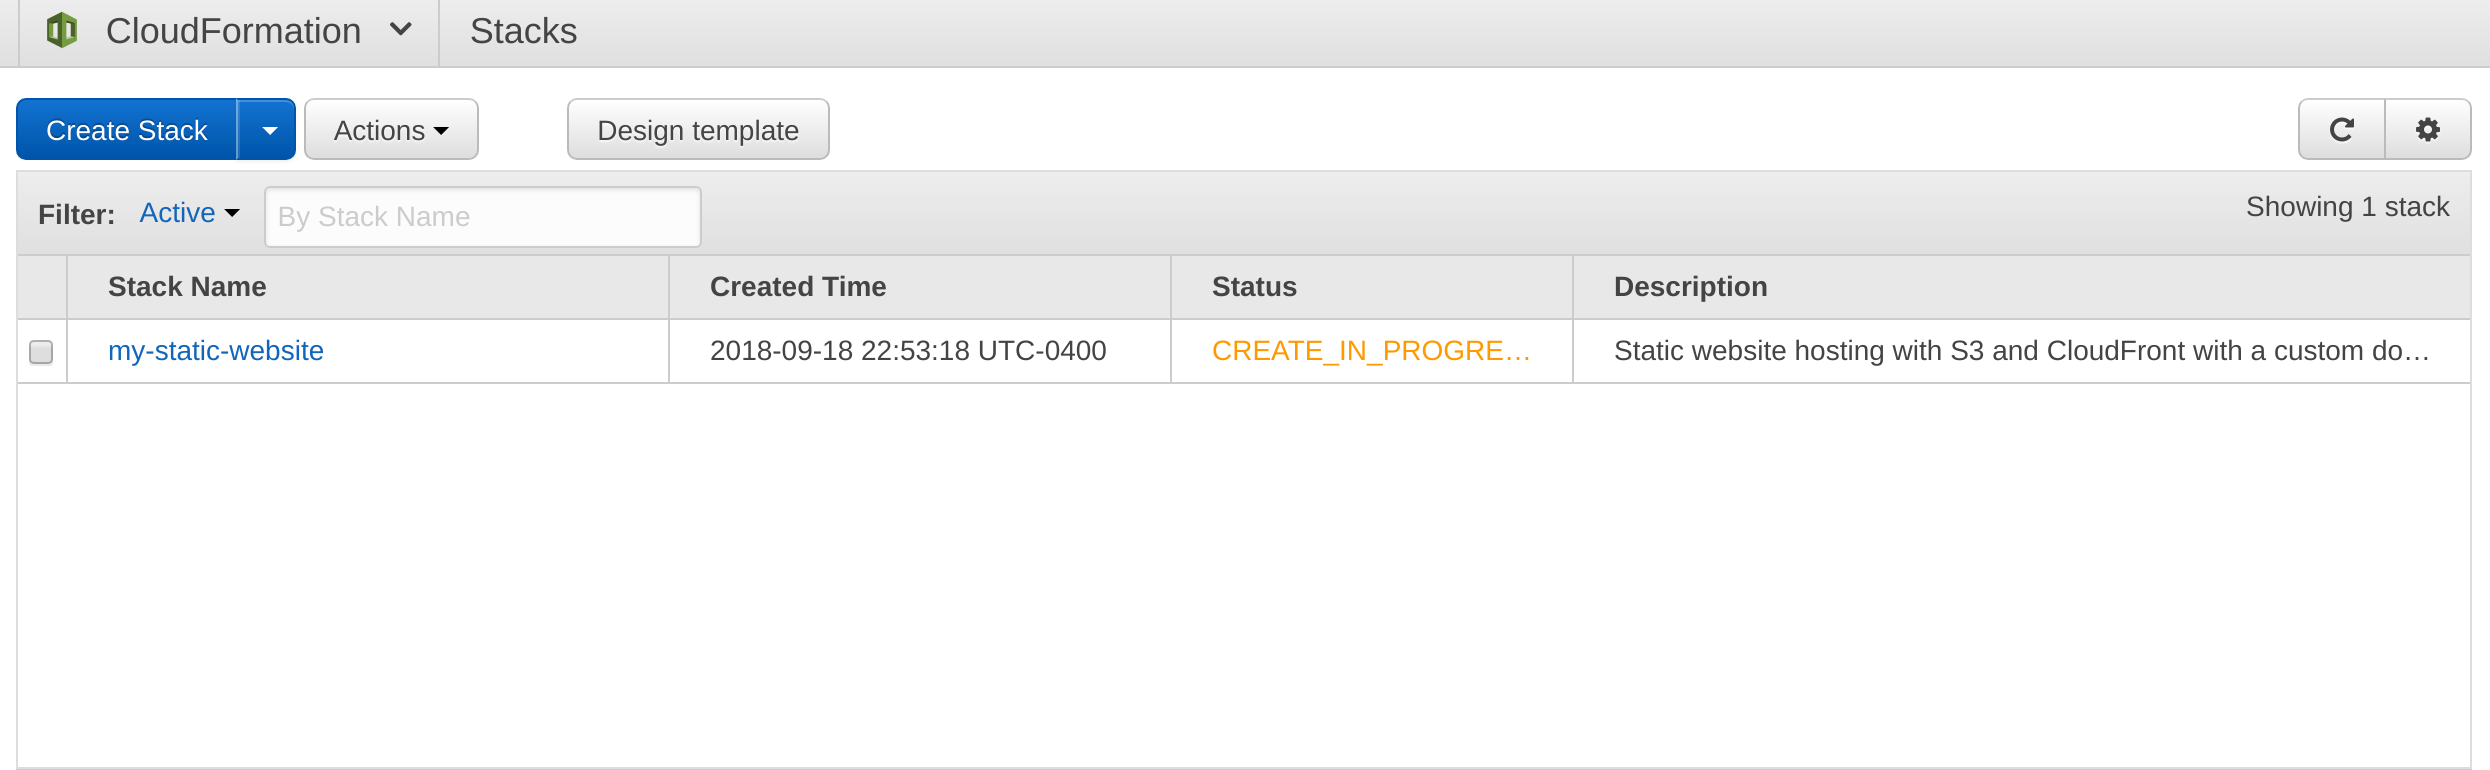 CloudFormation Stacks
Create Stack Actions Design template
Filter: Active By Stack Name Showing 1 stack
Stack Name Created Time Status Description
my-static-website 2018-09-18 22:53:18 UTC-0400 CREATE_IN_PROGRE… Static website hosting with S3 and CloudFront with a custom do…